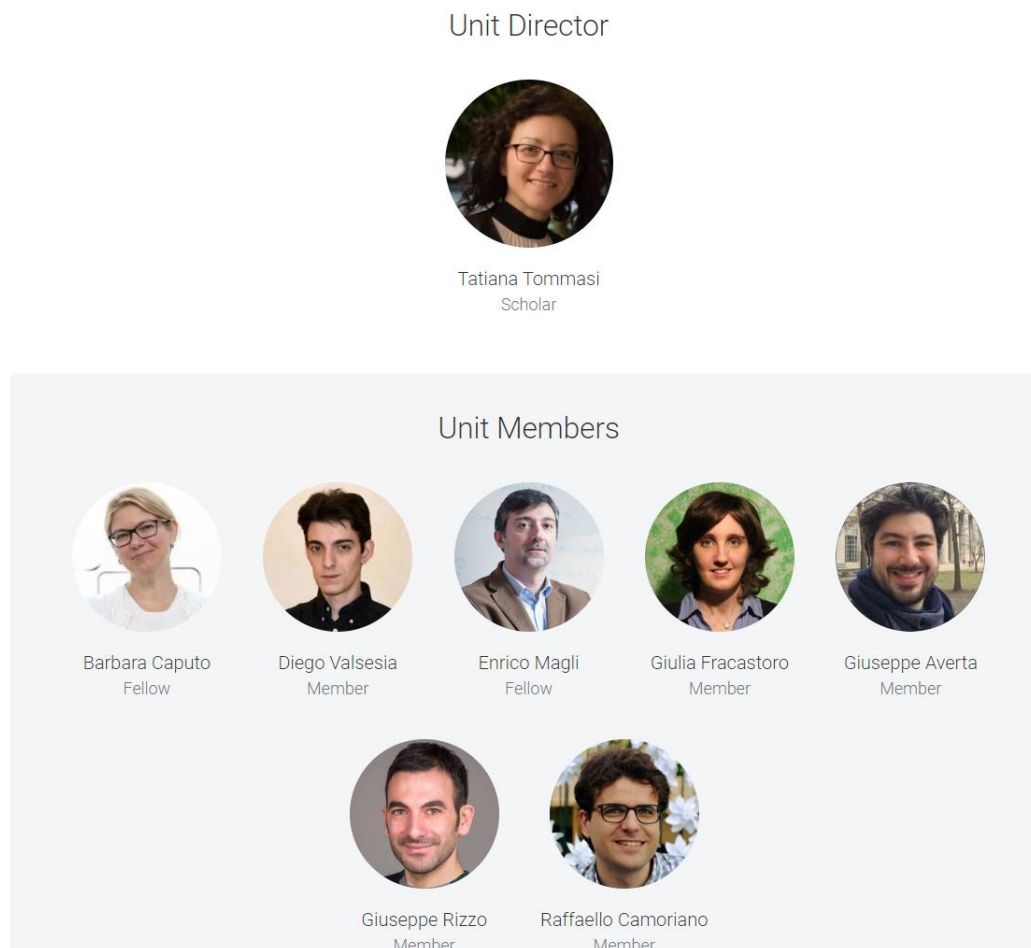 Unit Director
Tatiana Tommasi
Scholar
Unit Members
Barbara Caputo
Fellow
Diego Valsesia
Member
Enrico Magli
Fellow
Giulia Fracastoro
Member
Giuseppe Averta
Member
Giuseppe Rizzo
Member
Raffaello Camoriano
Member